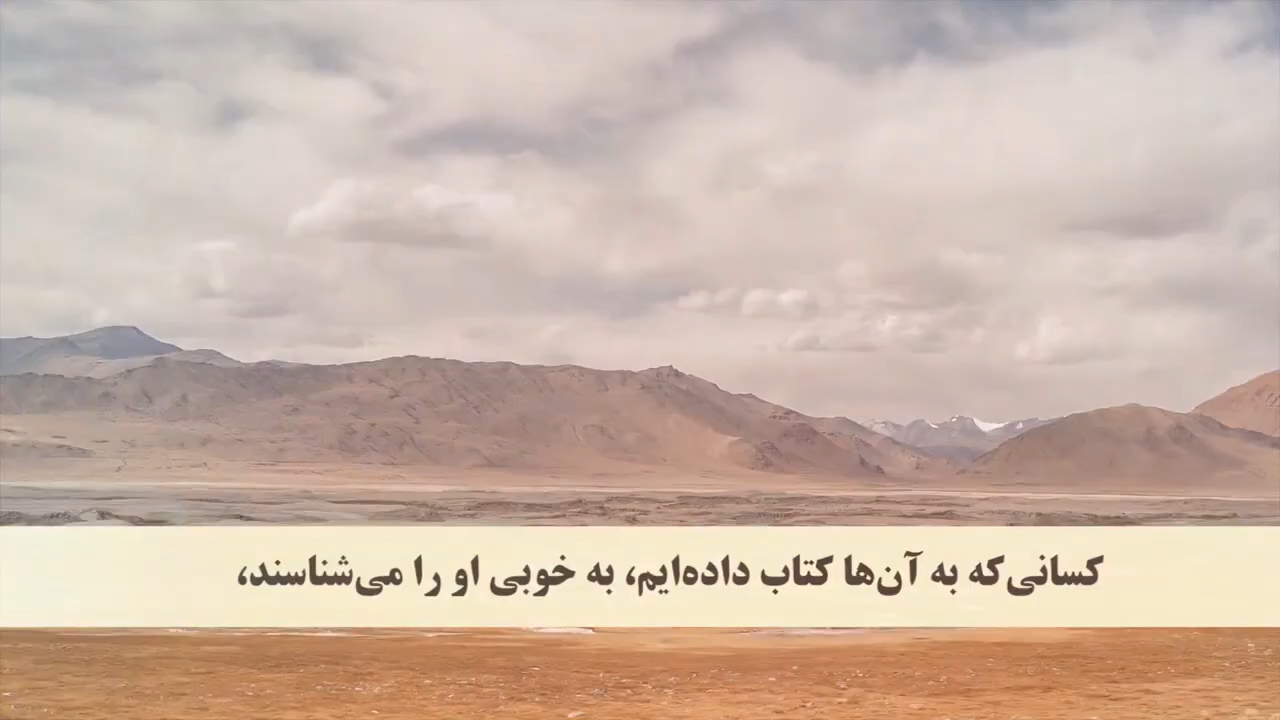 کسانی‌که به آن‌ها کتاب داده‌ایم، به خوبی او را می‌شناسند،